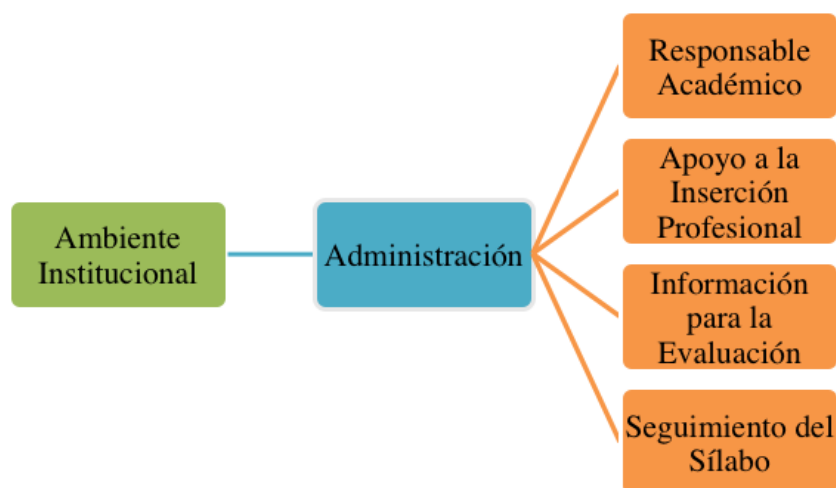 Ambiente
Institucional
Administración
Responsable
Académico
Apoyo a la
Inserción
Profesional
Información
para la
Evaluación
Seguimiento del
Sílabo